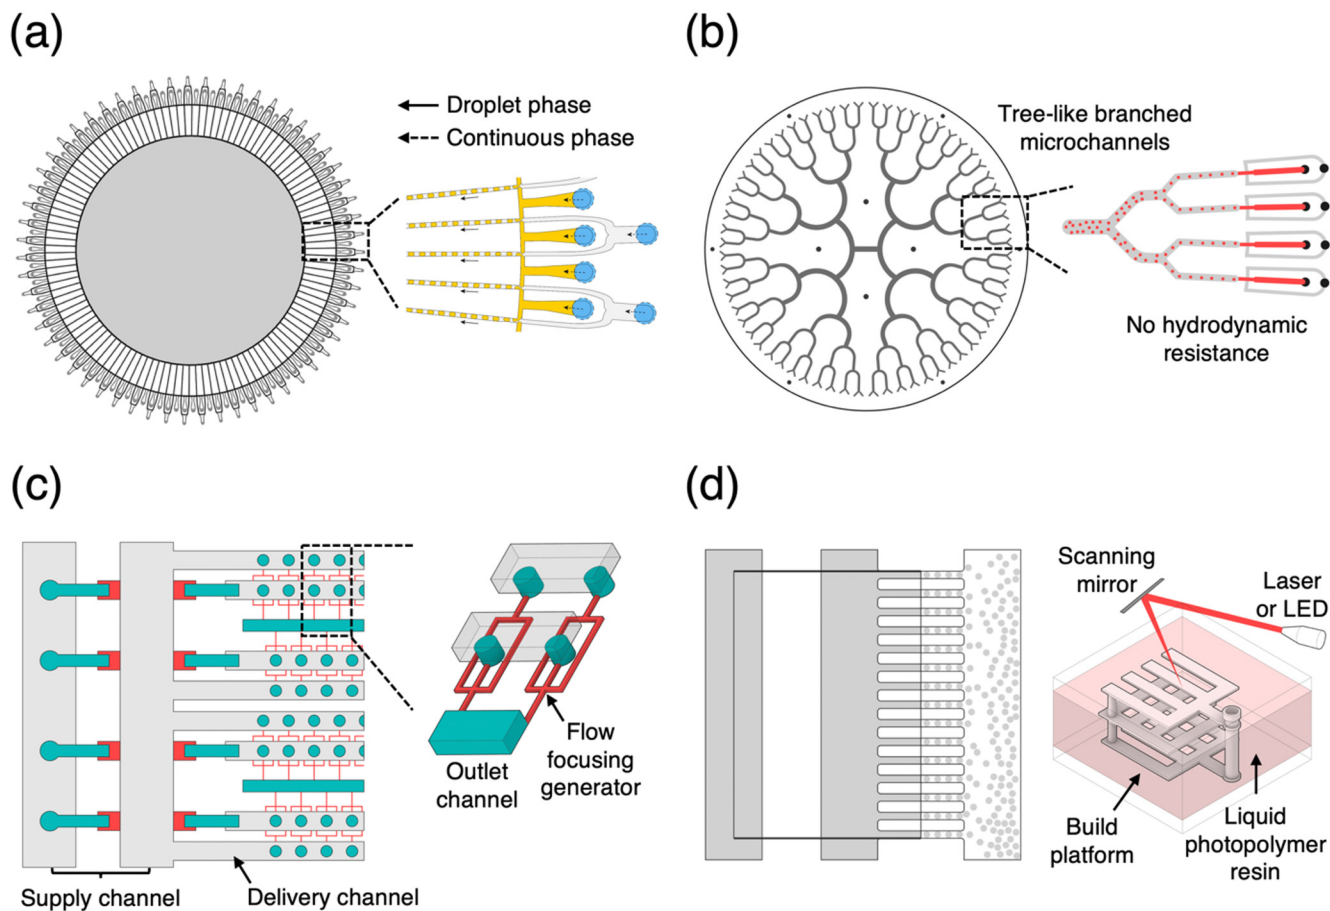 (a)
Droplet phase
Continuous phase
(b)
Tree-like branched
microchannels
No hydrodynamic
resistance
(c)
Flow
focusing
generator
Outlet
channel
Supply channel
Delivery channel
(d)
Scanning
mirror
Laser
or LED
Build
platform
Liquid
photopolymer
resin